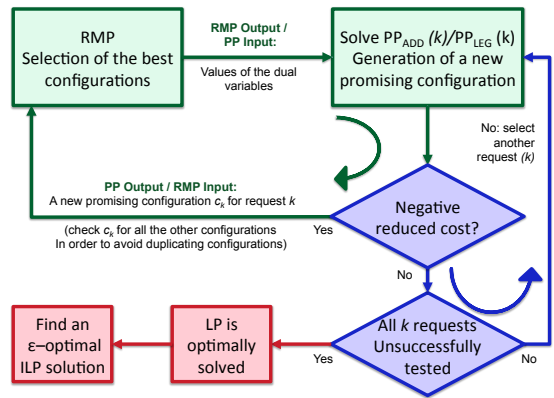 RMP
Selection of the best
configurations
RMP Output /
PP Input:
Values of the dual
variables
Solve PP_ADD (k)/PP_LEG (k)
Generation of a new
promising configuration
No: select
another
request (k)
PP Output / RMP Input:
A new promising configuration c_k for request k
(check c_k for all the other configurations
In order to avoid duplicating configurations)
Yes
Negative
reduced cost?
No
Find an
ε–optimal
ILP solution
LP is
optimally
solved
Yes
All k requests
Unsuccessfully
tested
No